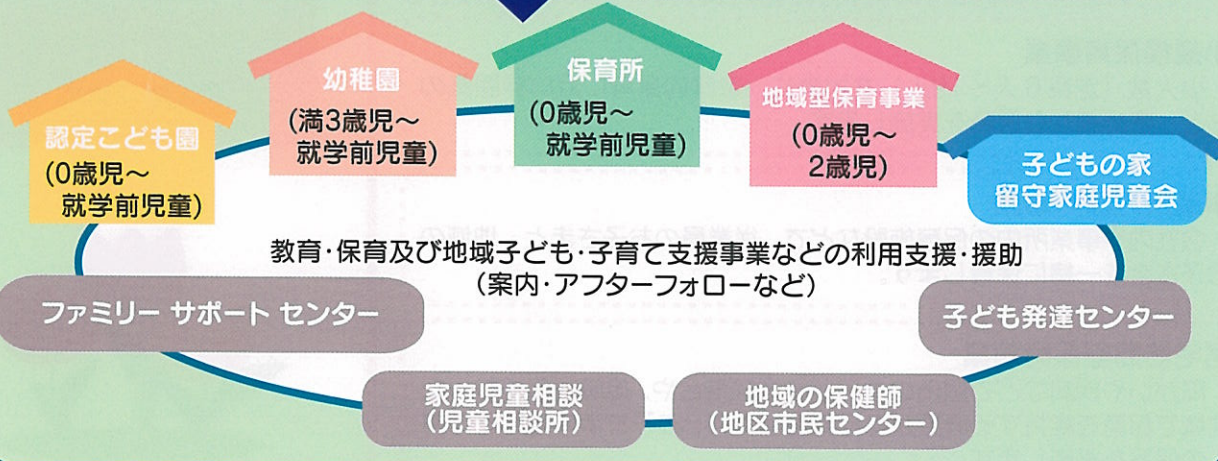 認定こども園
(0歳児～
就学前児童)
幼稚園
(満3歳児～
就学前児童)
保育所
(0歳児～
就学前児童)
地域型保育事業
(0歳児～
2歳児)
子どもの家
留守家庭児童会
教育・保育及び地域子ども・子育て支援事業などの利用支援・援助
(案内・アフターフォローなど)
ファミリー サポート センター
子ども発達センター
家庭児童相談
(児童相談所)
地域の保健師
(地区市民センター)